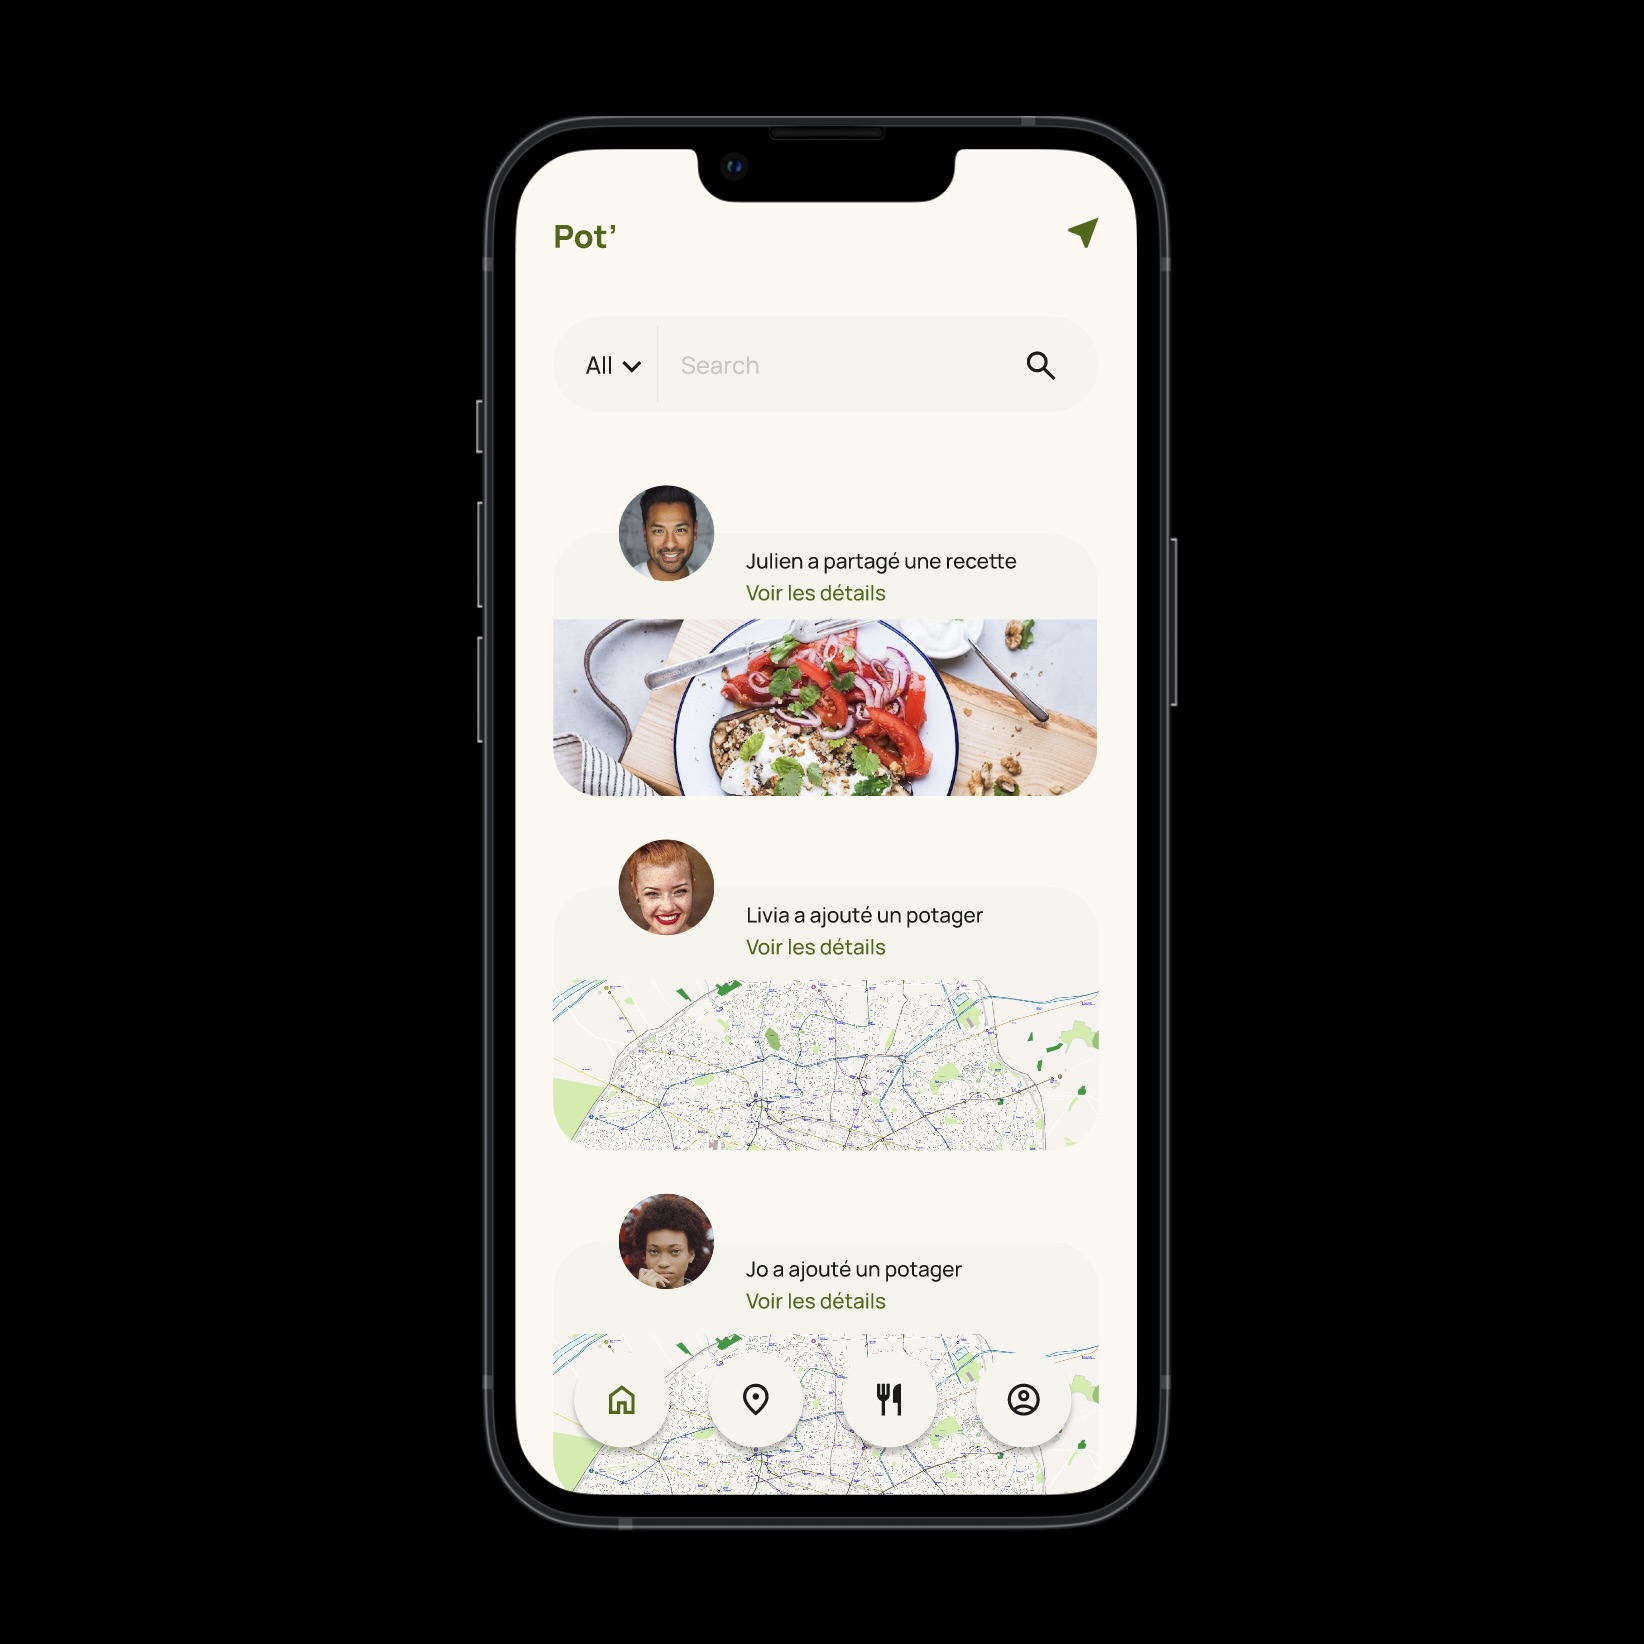 Pot’
All
Search
Julien a partagé une recette
Voir les détails
Livia a ajouté un potager
Voir les détails
Jo a ajouté un potager
Voir les détails